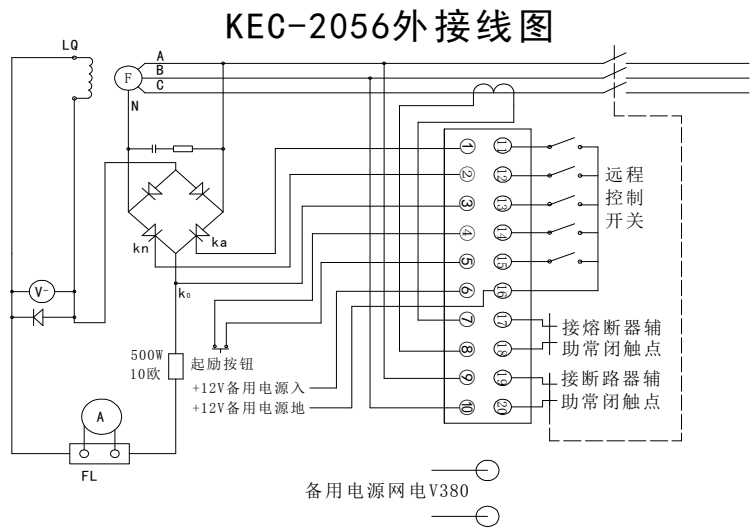 KEC-2056外接线图
LQ
A
B
C
F
N
1
11
2
12
远程
3
13
控制
4
14
开关
kn
ka
5
15
k₀
6
16
V-
7
17
接熔断器辅
8
18
助常闭触点
500W
10欧
起励按钮
9
19
接断路器辅
+12V备用电源入
+12V备用电源地
10
20
助常闭触点
A
FL
备用电源网电V380